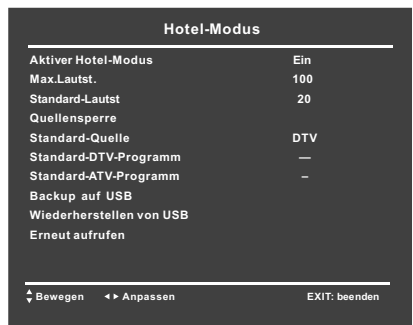 Hotel-Modus
Aktiver Hotel-Modus Ein
Max.Lautst. 100
Standard-Lautst 20
Quellensperre
Standard-Quelle DTV
Standard-DTV-Programm —
Standard-ATV-Programm –
Backup auf USB
Wiederherstellen von USB
Erneut aufrufen
Bewegen Anpassen EXIT: beenden